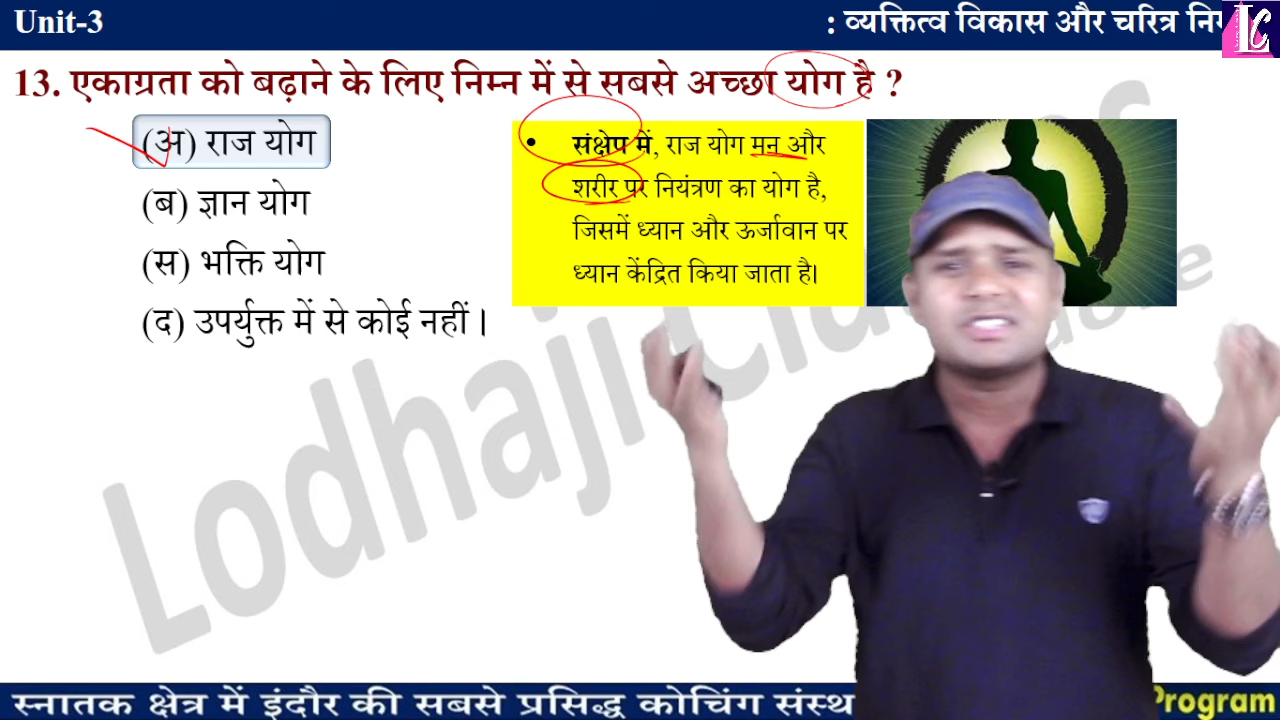 Unit-3
: व्यक्तित्व विकास और चरित्र
LC
13. एकाग्रता को बढ़ाने के लिए निम्न में से सबसे अच्छा योग है ?
(अ) राज योग
(ब) ज्ञान योग
(स) भक्ति योग
(द) उपर्युक्त में से कोई नहीं ।
• संक्षेप में, राज योग मन और
शरीर पर नियंत्रण का योग है,
जिसमें ध्यान और ऊर्जावान पर
ध्यान केंद्रित किया जाता है।
Lodhaji
स्नातक क्षेत्र में इंदौर की सबसे प्रसिद्ध कोचिंग
Program